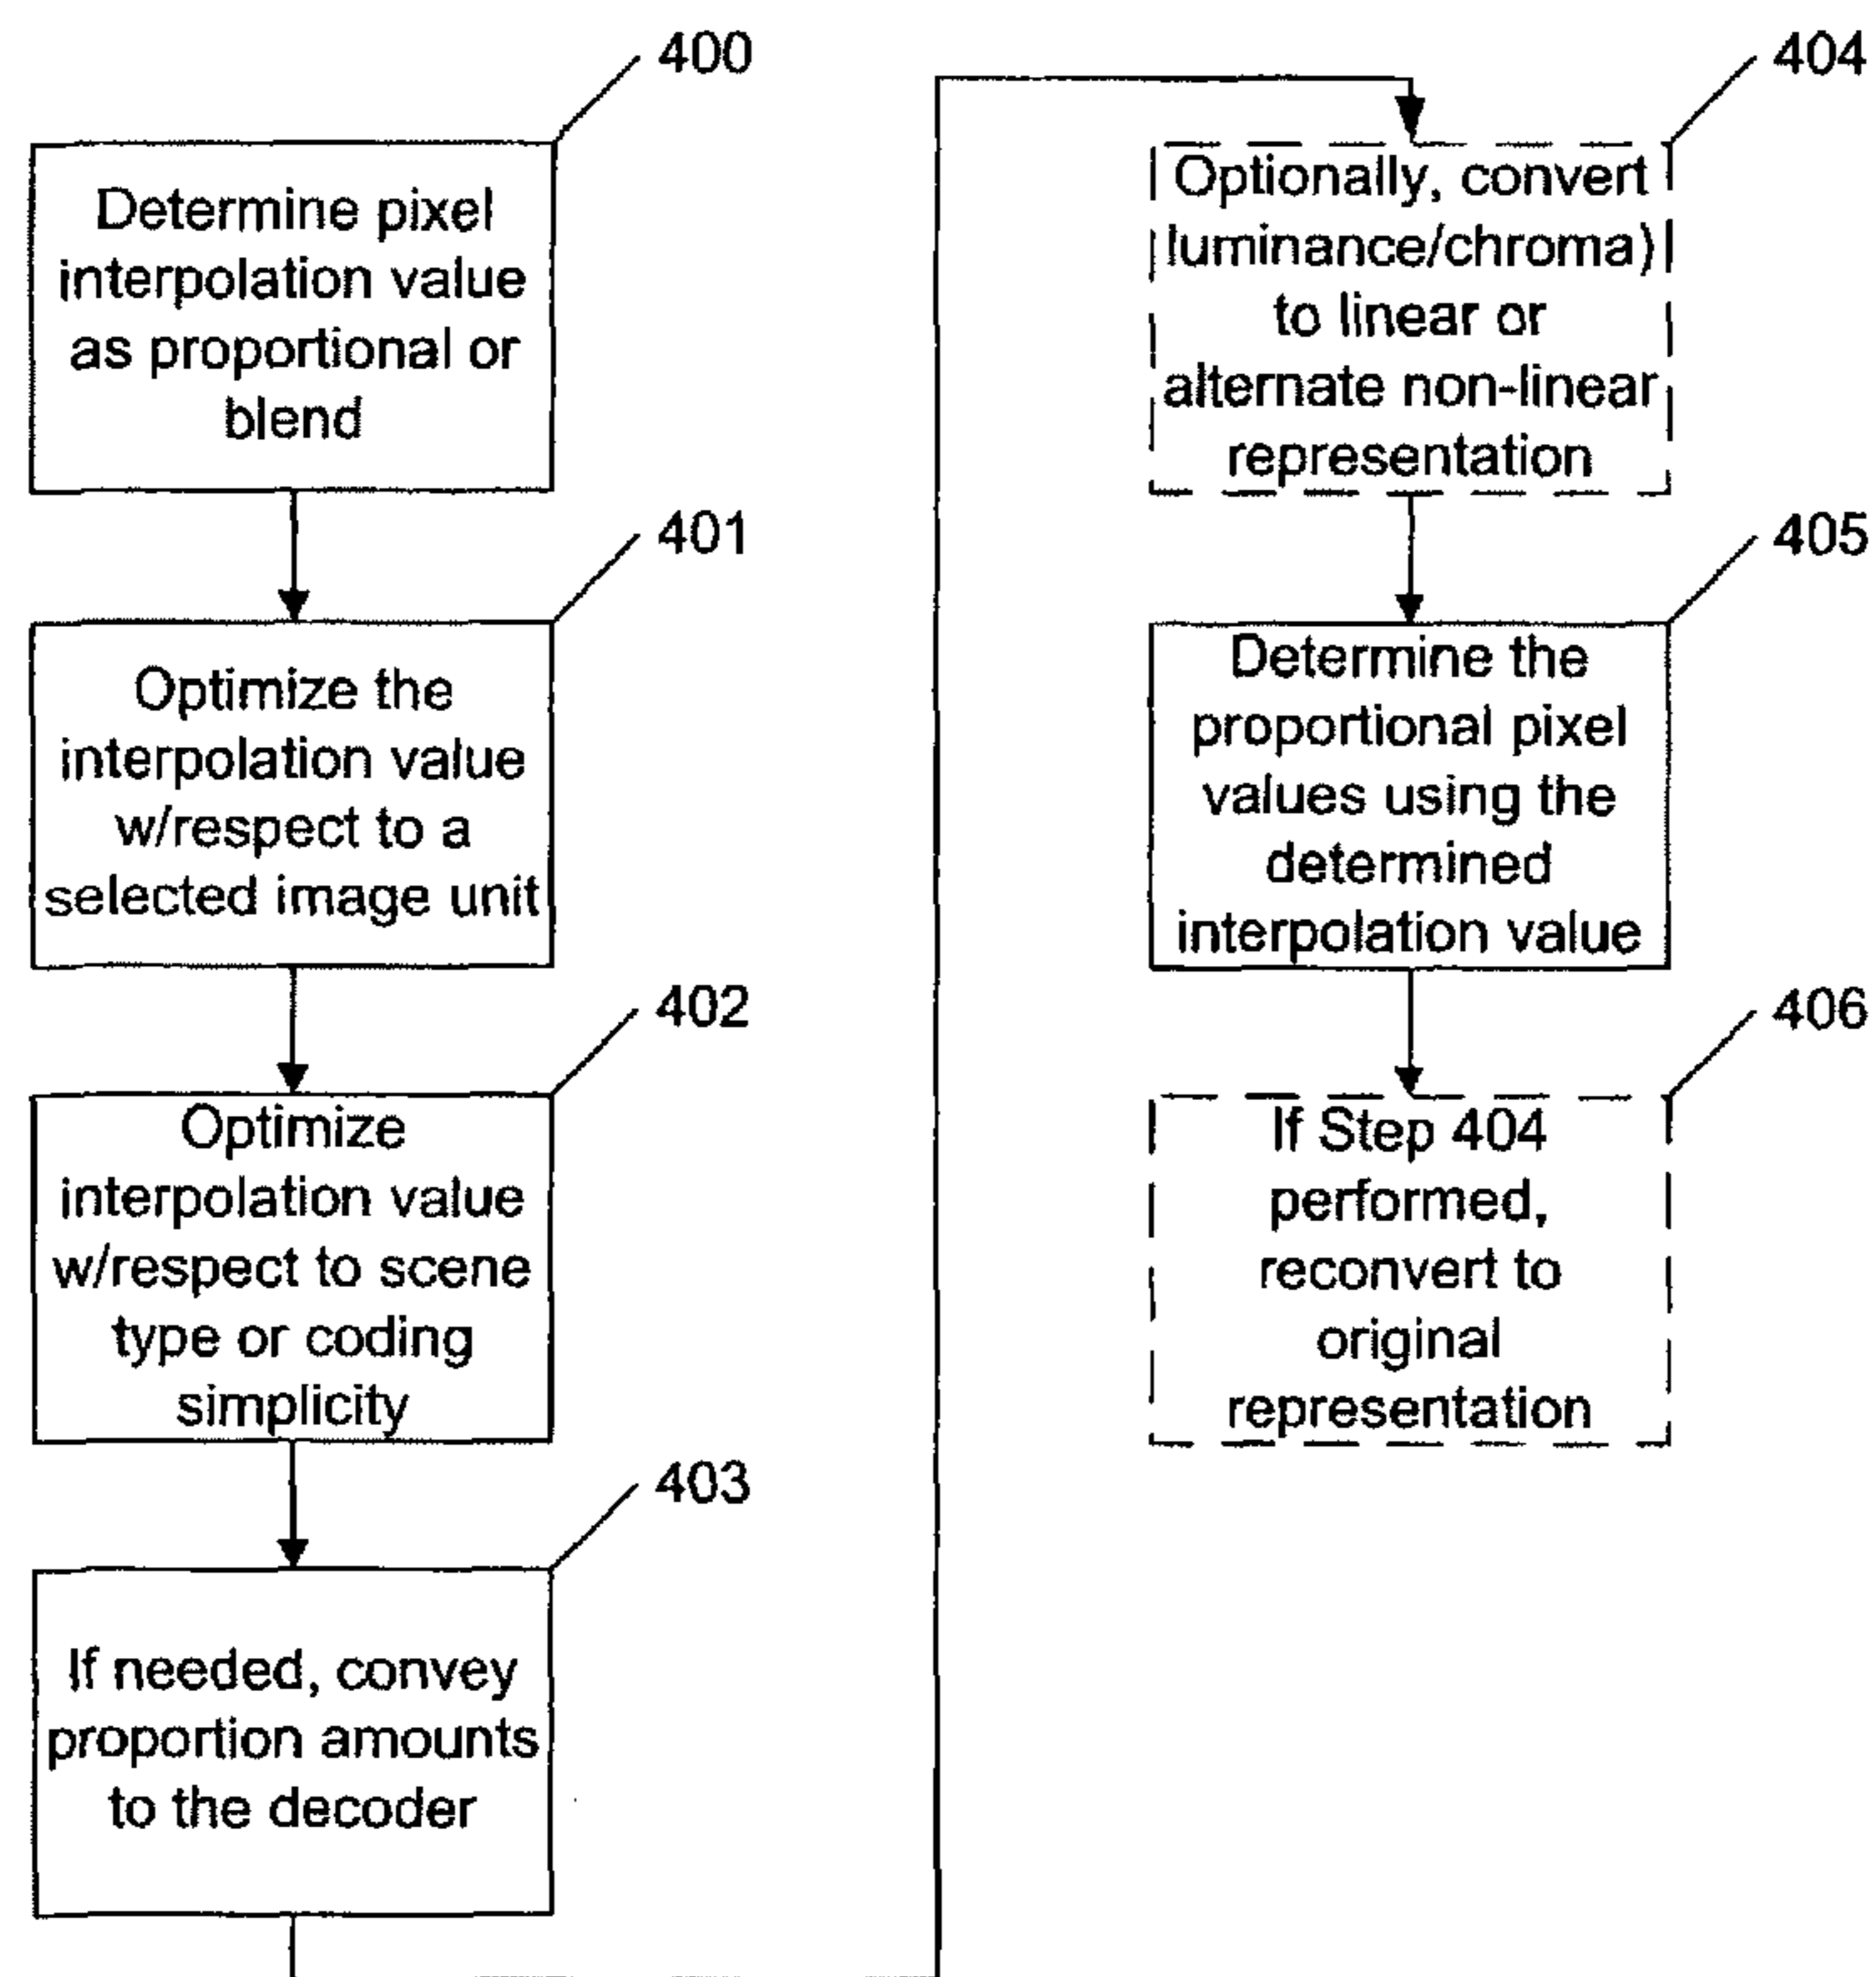 400
Determine pixel
interpolation value
as proportional or
blend
401
Optimize the
interpolation value
w/respect to a
selected image unit
402
Optimize
interpolation value
w/respect to scene
type or coding
simplicity
403
If needed, convey
proportion amounts
to the decoder
404
Optionally, convert
luminance/chroma)
to linear or
alternate non-linear
representation
405
Determine the
proportional pixel
values using the
determined
interpolation value
406
If Step 404
performed,
reconvert to
original
representation